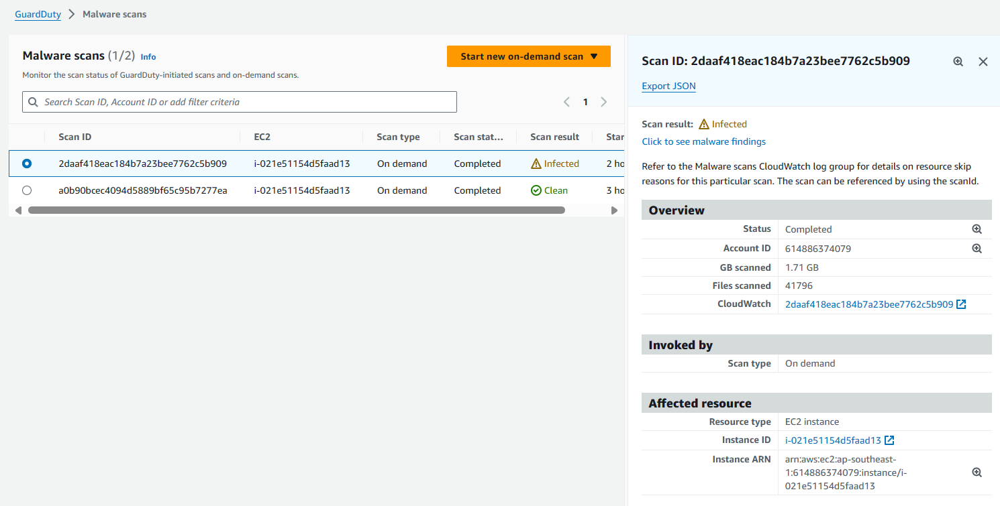 GuardDuty > Malware scans
Malware scans (1/2) Info
Start new on-demand scan
Monitor the scan status of GuardDuty-initiated scans and on-demand scans.
Search Scan ID, Account ID or add filter criteria
1
Scan ID EC2 Scan type Scan stat... Scan result Star
2daaf418eac184b7a23bee7762c5b909 i-021e51154d5faad13 On demand Completed Infected 2 ho
a0b90bcec4094d5889bf65c95b7277ea i-021e51154d5faad13 On demand Completed Clean 3 ho
Scan ID: 2daaf418eac184b7a23bee7762c5b909
Export JSON
Scan result: Infected
Click to see malware findings
Refer to the Malware scans CloudWatch log group for details on resource skip
reasons for this particular scan. The scan can be referenced by using the scanId.
Overview
Status Completed
Account ID 614886374079
GB scanned 1.71 GB
Files scanned 41796
CloudWatch 2daaf418eac184b7a23bee7762c5b909
Invoked by
Scan type On demand
Affected resource
Resource type EC2 instance
Instance ID i-021e51154d5faad13
Instance ARN arn:aws:ec2:ap-southeast-
1:614886374079:instance/i-
021e51154d5faad13